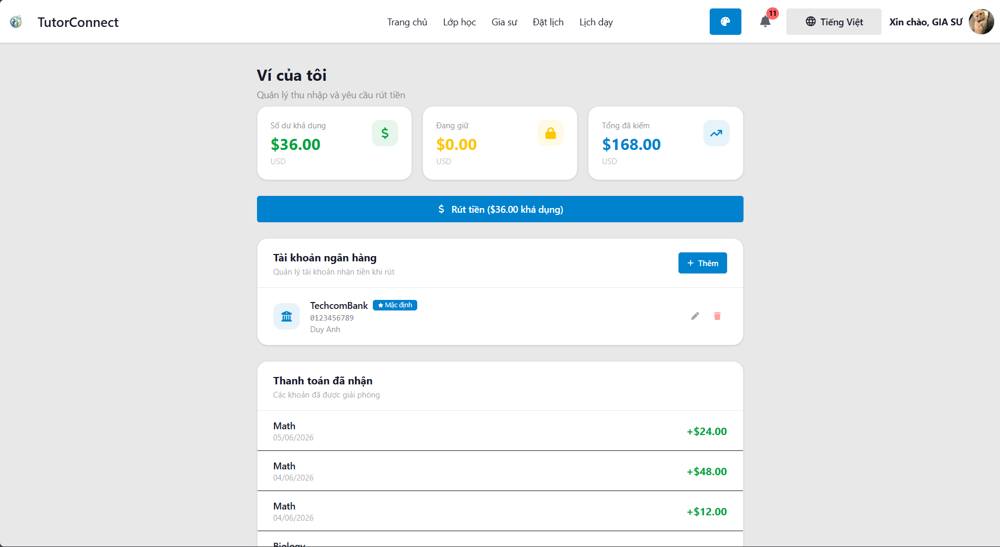 TutorConnect
Trang chủ
Lớp học
Gia sư
Đặt lịch
Lịch dạy
11
Tiếng Việt
Xin chào, GIA SƯ
Ví của tôi
Quản lý thu nhập và yêu cầu rút tiền
Số dư khả dụng
$36.00
USD
Đang giữ
$0.00
USD
Tổng đã kiếm
$168.00
USD
Rút tiền ($36.00 khả dụng)
Tài khoản ngân hàng
Quản lý tài khoản nhận tiền khi rút
Thêm
TechcomBank
Mặc định
0123456789
Duy Anh
Thanh toán đã nhận
Các khoản đã được giải phóng
Math
05/06/2026
+$24.00
Math
04/06/2026
+$48.00
Math
04/06/2026
+$12.00
Biology